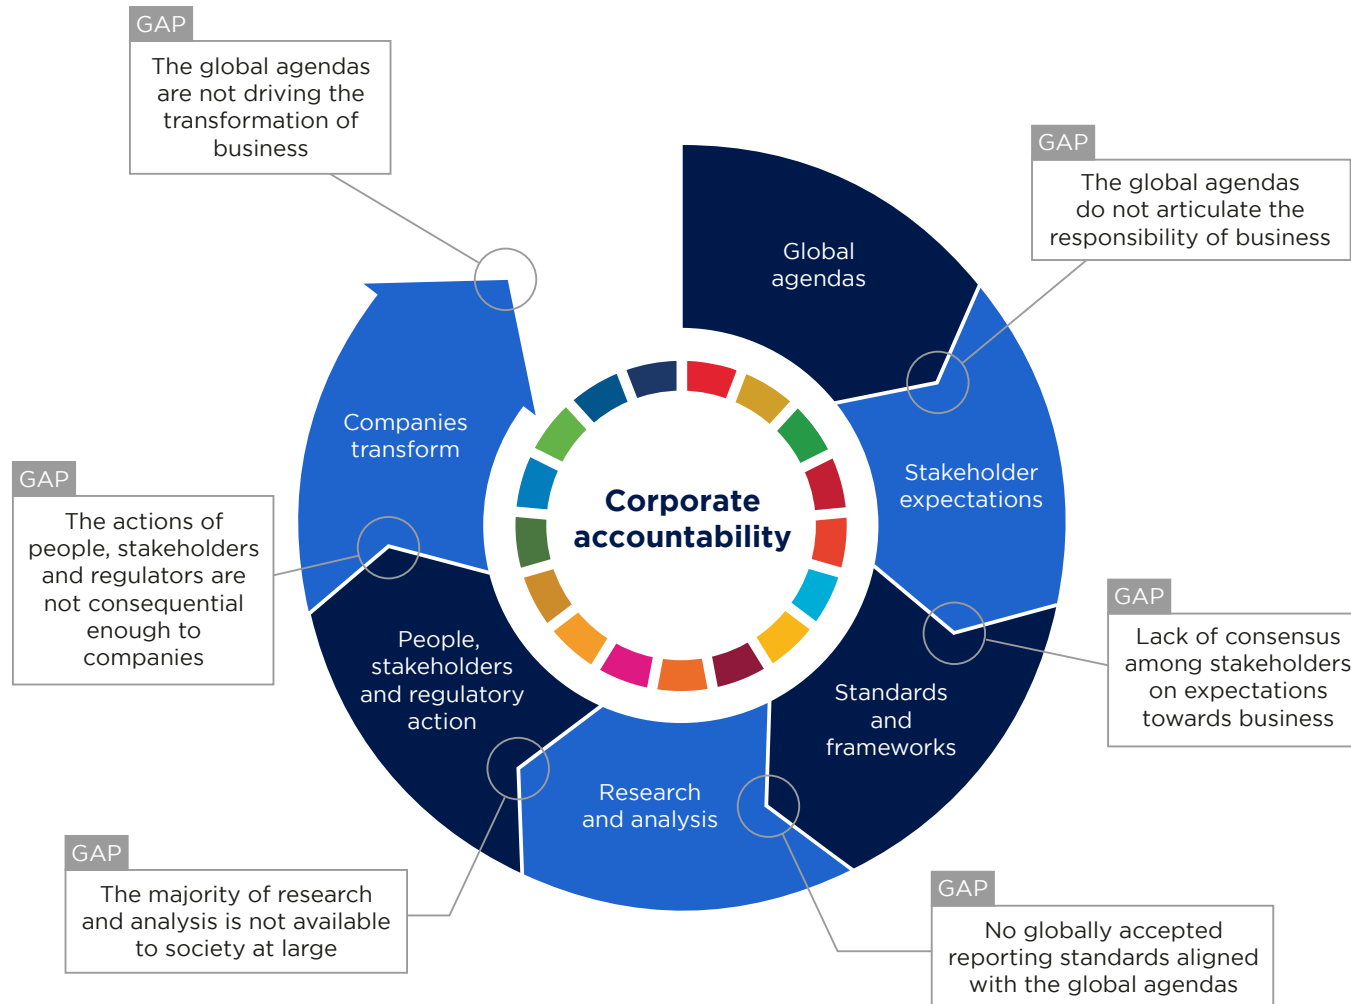 GAP
The global agendas
are not driving the
transformation of
business
GAP
The global agendas
do not articulate the
responsibility of business
Global
agendas
Companies
transform
Stakeholder
expectations
Corporate
accountability
GAP
The actions of
people, stakeholders
and regulators are
not consequential
enough to
companies
GAP
Lack of consensus
among stakeholders
on expectations
towards business
People,
stakeholders
and regulatory
action
Standards
and
frameworks
Research
and analysis
GAP
The majority of research
and analysis is not available
to society at large
GAP
No globally accepted
reporting standards aligned
with the global agendas